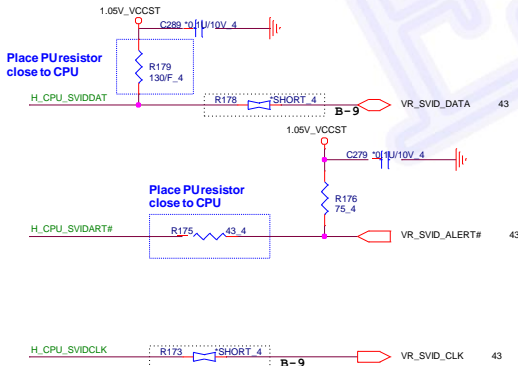 1.05V_VCCST
C289 *0.1U/10V_4
Place PU resistor
close to CPU
R179
130/F_4
H_CPU_SVIDDAT
R178 *SHORT_4
B-9
VR_SVID_DATA 43
1.05V_VCCST
C279 *0.1U/10V_4
Place PU resistor
close to CPU
R176
75_4
H_CPU_SVIDART#
R175 43_4
VR_SVID_ALERT# 43
H_CPU_SVIDCLK
R173 *SHORT_4
B-9
VR_SVID_CLK 43